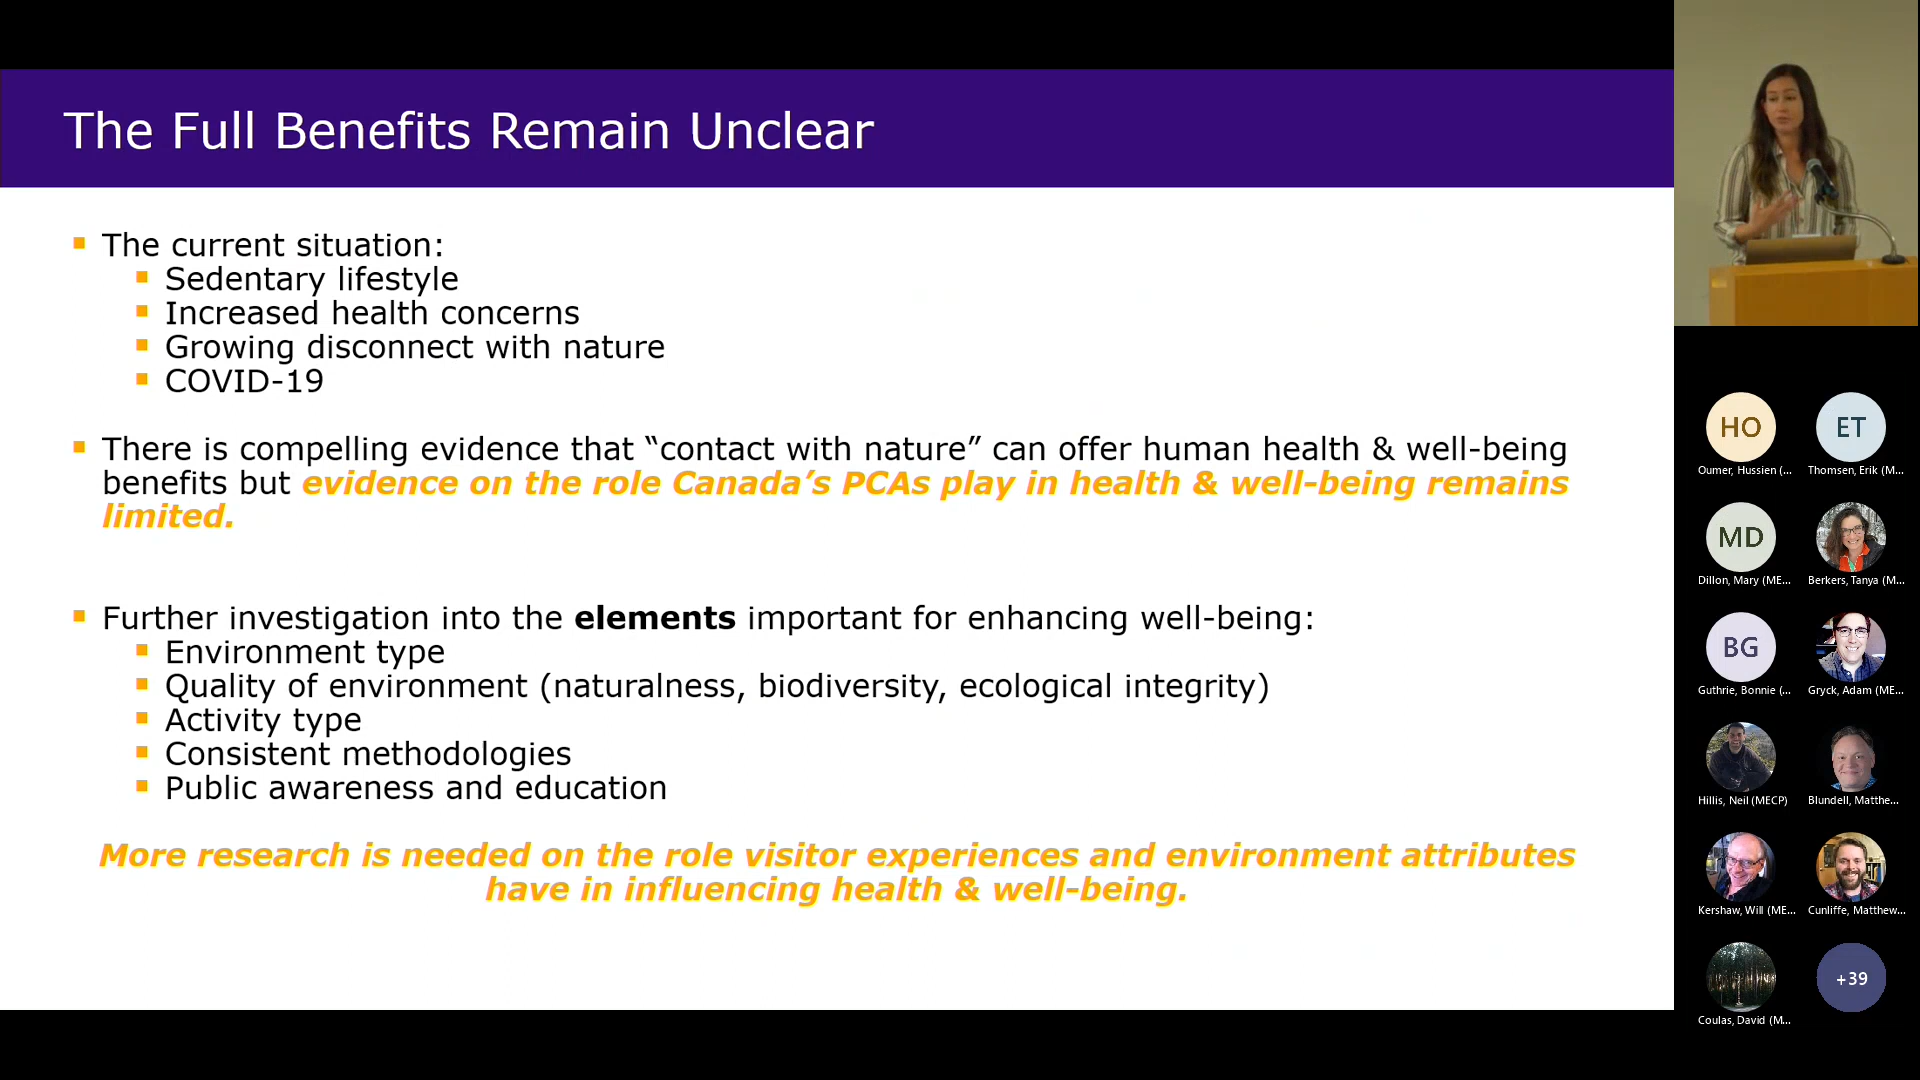 The Full Benefits Remain Unclear
The current situation:
Sedentary lifestyle
Increased health concerns
Growing disconnect with nature
COVID-19
There is compelling evidence that “contact with nature” can offer human health & well-being
benefits but evidence on the role Canada’s PCAs play in health & well-being remains
limited.
Further investigation into the elements important for enhancing well-being:
Environment type
Quality of environment (naturalness, biodiversity, ecological integrity)
Activity type
Consistent methodologies
Public awareness and education
More research is needed on the role visitor experiences and environment attributes
have in influencing health & well-being.
HO
Oumer, Hussien (...
ET
Thomsen, Erik (M...
MD
Dillon, Mary (ME...
Berkers, Tanya (M...
BG
Guthrie, Bonnie (...
Gryck, Adam (ME...
Hillis, Neil (MECP)
Blundell, Matthe...
Kershaw, Will (ME...
Cunliffe, Matthew...
Coulas, David (M...
+39